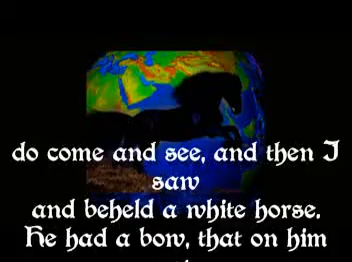 do come and see, and then I
saw
and beheld a white horse.
He had a bow, that on him